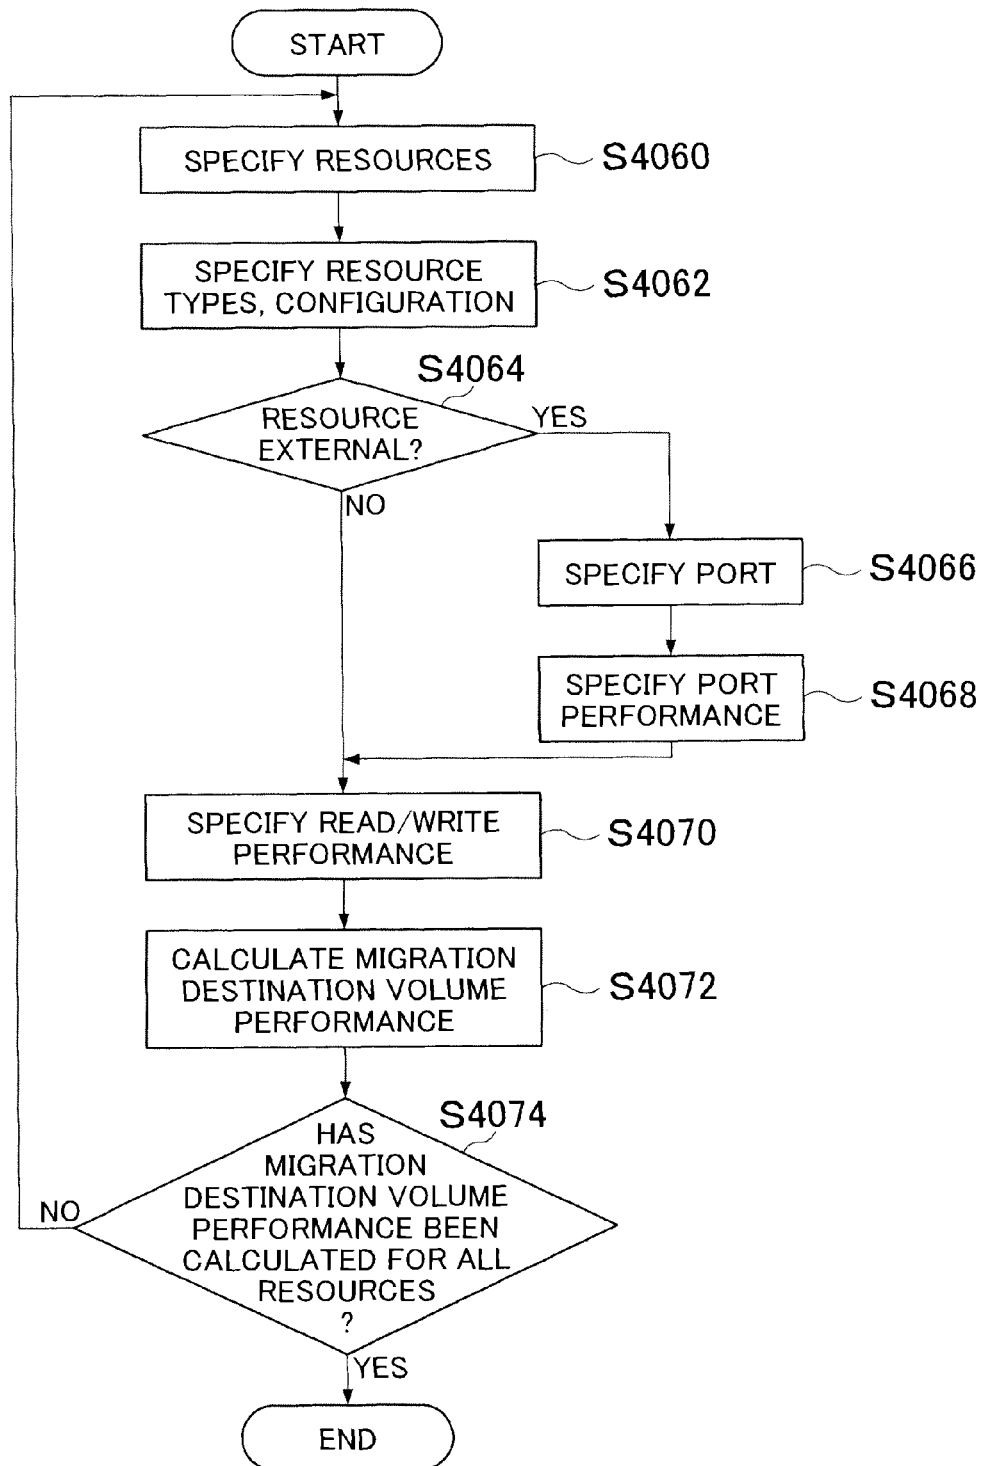 START
SPECIFY RESOURCES
S4060
SPECIFY RESOURCE
TYPES, CONFIGURATION
S4062
S4064
RESOURCE
EXTERNAL?
YES
NO
SPECIFY PORT
S4066
SPECIFY PORT
PERFORMANCE
S4068
SPECIFY READ/WRITE
PERFORMANCE
S4070
CALCULATE MIGRATION
DESTINATION VOLUME
PERFORMANCE
S4072
S4074
HAS
MIGRATION
DESTINATION VOLUME
PERFORMANCE BEEN
CALCULATED FOR ALL
RESOURCES
?
NO
YES
END